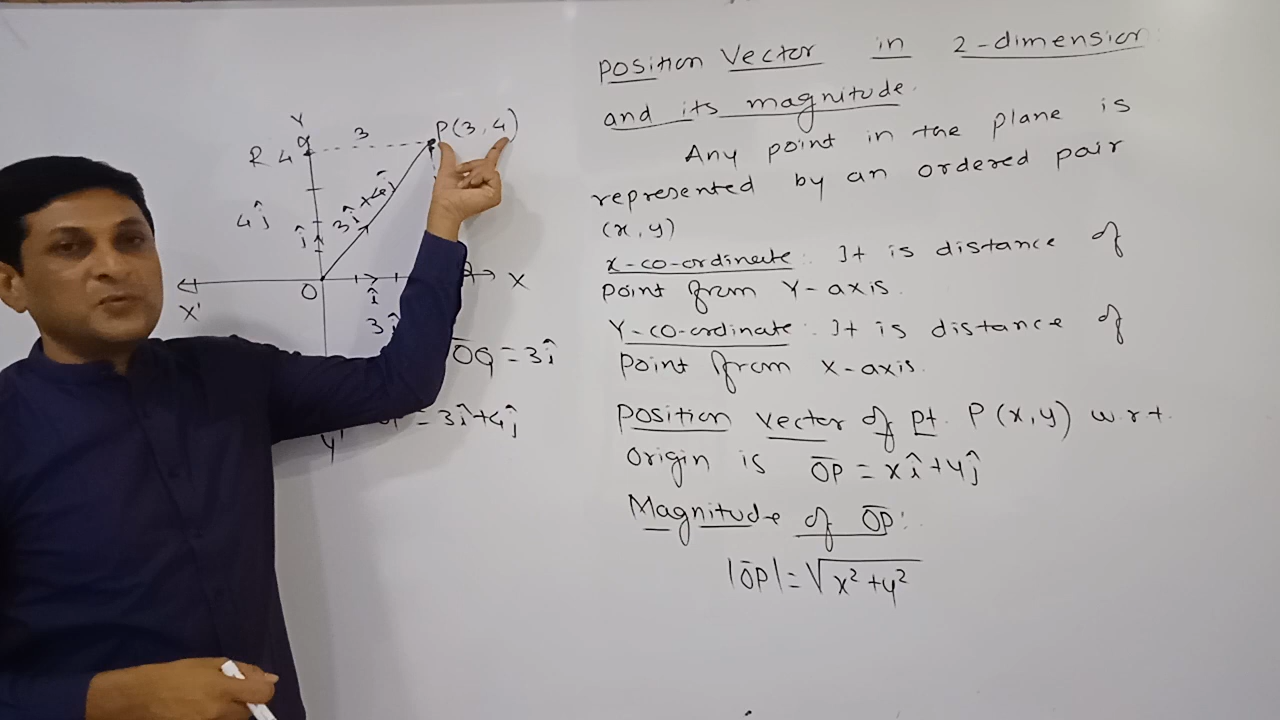 Y
R 4
3
P(3, 4)
4ĵ
ĵ
3î+4ĵ
X'
O
î
X
3î
OQ̅ = 3î
= 3î+4ĵ
Y'
Position Vector in 2-dimension
and its magnitude.
Any point in the plane is
represented by an ordered pair
(x, y)
x-co-ordinate: It is distance of
point from Y-axis.
Y-co-ordinate: It is distance of
point from X-axis.
Position vector of pt. P(x, y) w.r.t.
origin is O̅P̅ = xî+yĵ
Magnitude of O̅P̅:
|O̅P̅| = √x²+y²